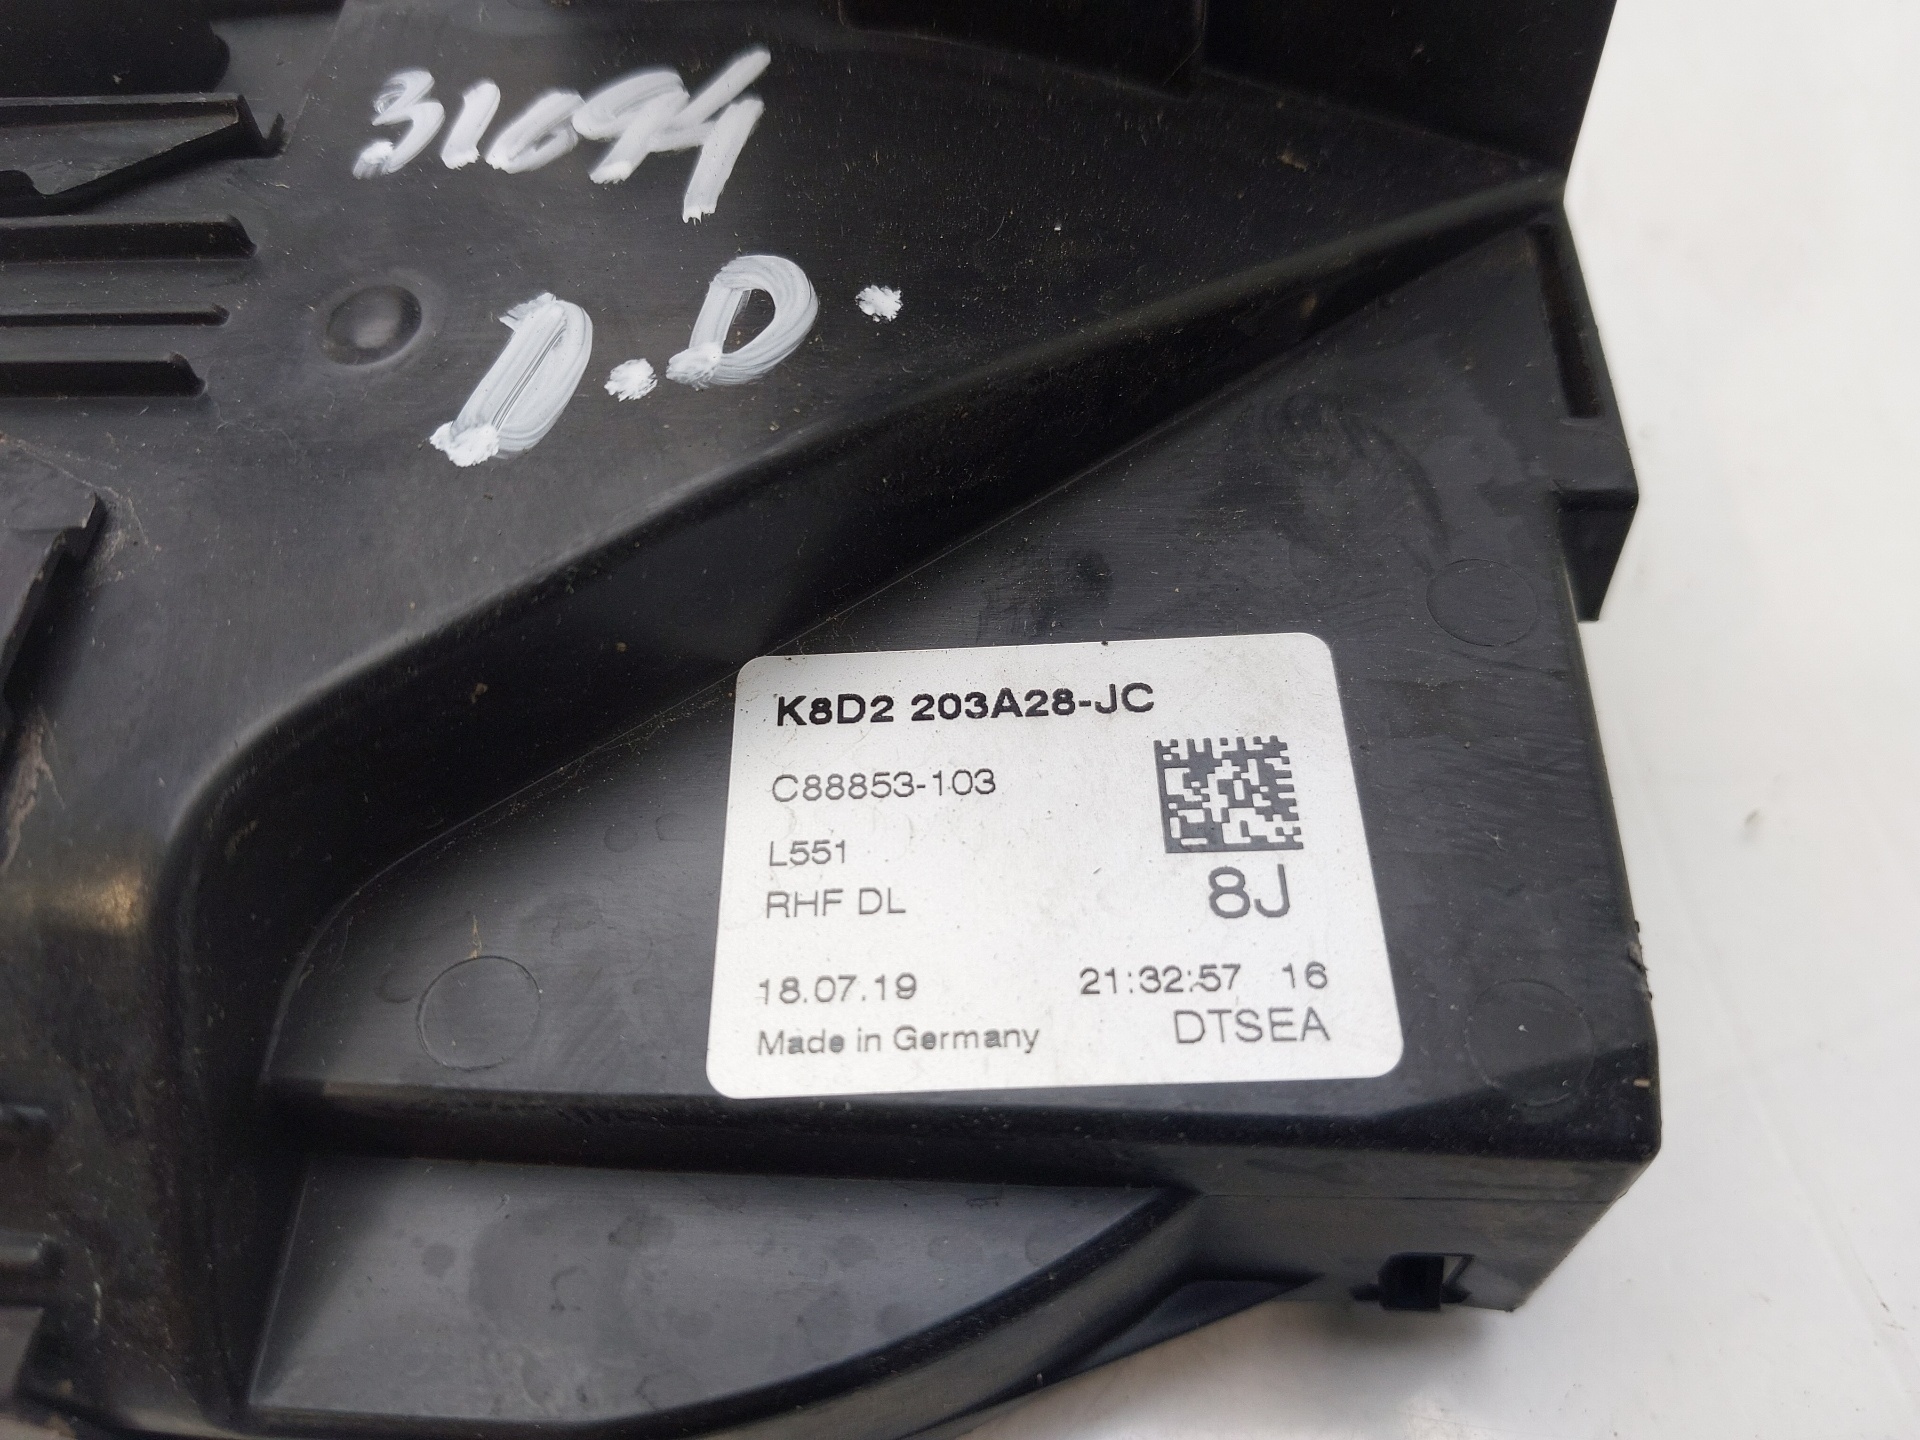 31694
D.D.
K8D2 203A28-JC
C88853-103
L551
RHF DL
8J
18.07.19
21:32:57 16
Made in Germany
DTSEA